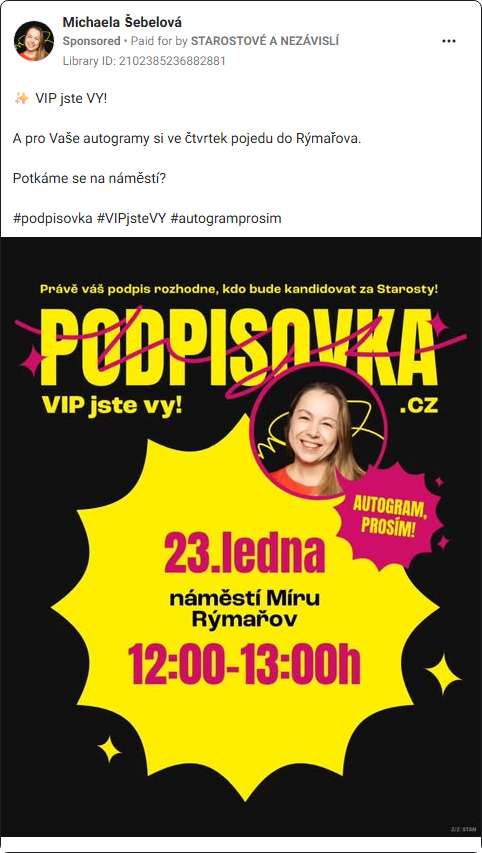 Michaela Šebelová
Sponsored • Paid for by STAROSTOVÉ A NEZÁVISLÍ
Library ID: 2102385236882881
✨ VIP jste VY!
A pro Vaše autogramy si ve čtvrtek pojedu do Rýmařova.
Potkáme se na náměstí?
#podpisovka #VIPjsteVY #autogramprosim
Právě váš podpis rozhodne, kdo bude kandidovat za Starosty!
PODPISOVKA
VIP jste vy!
.CZ
AUTOGRAM,
PROSÍM!
23.ledna
náměstí Míru
Rýmařov
12:00-13:00h
Z/Z: STAN